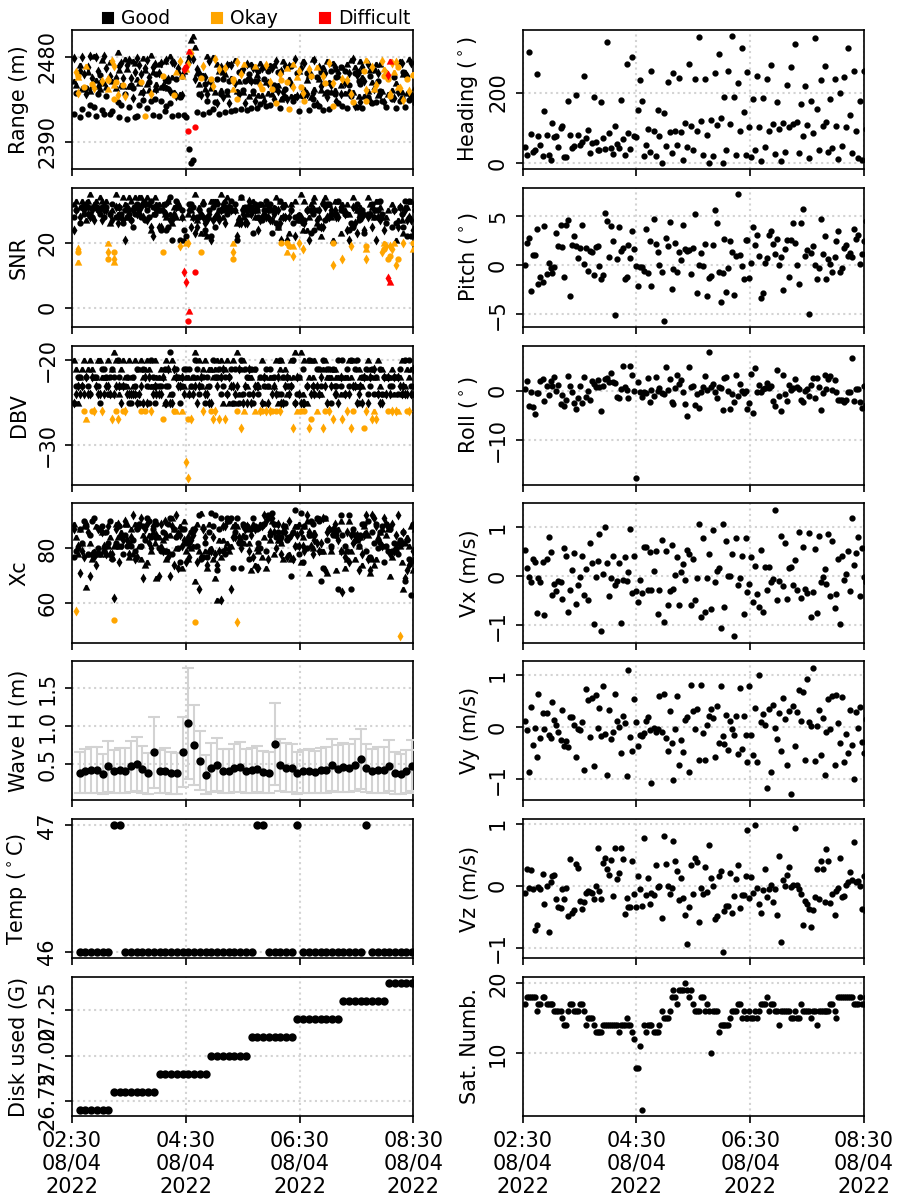 Good Okay Difficult
Range (m)
2480
2390
Heading (°)
200
0
SNR
20
0
Pitch (°)
5
0
−5
DBV
−20
−30
Roll (°)
0
−10
Xc
80
60
Vx (m/s)
1
0
−1
Wave H (m)
1.5
1.0
0.5
Vy (m/s)
1
0
−1
Temp (°C)
47
46
Vz (m/s)
1
0
−1
Disk used (G)
27.25
27.00
26.75
Sat. Numb.
20
10
02:30 04:30 06:30 08:30
08/04 08/04 08/04 08/04
2022 2022 2022 2022
02:30 04:30 06:30 08:30
08/04 08/04 08/04 08/04
2022 2022 2022 2022